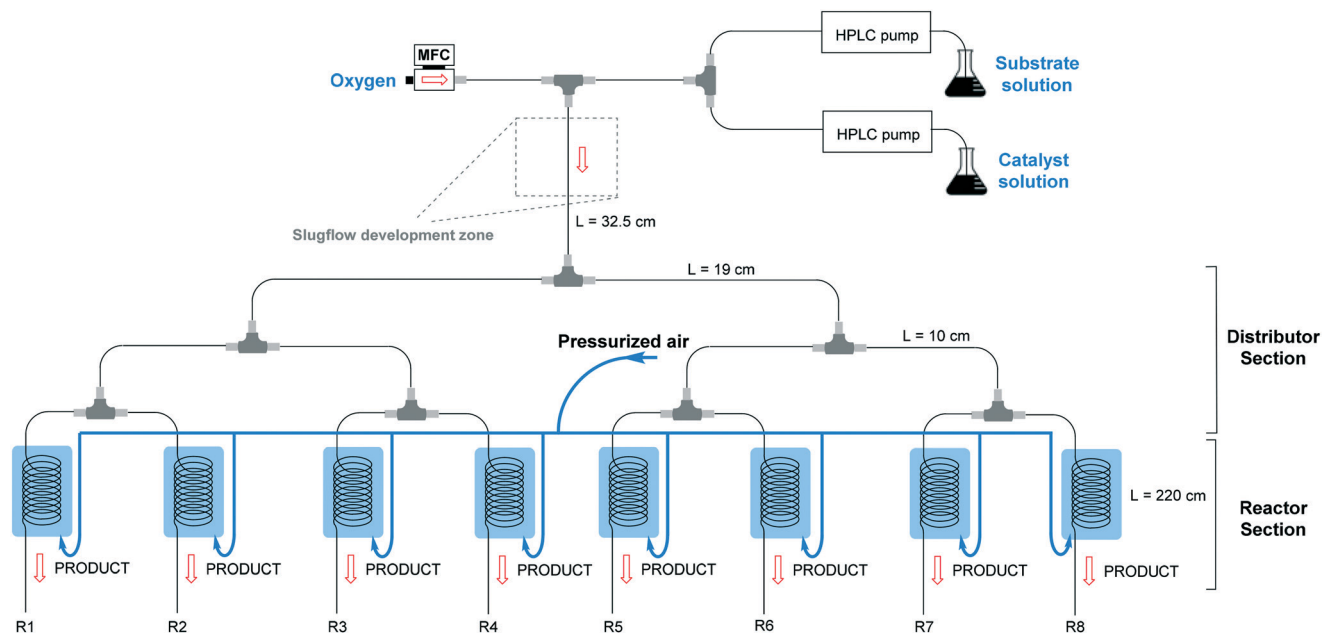 HPLC pump
MFC
Oxygen
Substrate
solution
HPLC pump
Catalyst
solution
L = 32.5 cm
Slugflow development zone
L = 19 cm
Pressurized air
L = 10 cm
Distributor
Section
L = 220 cm
Reactor
Section
PRODUCT
PRODUCT
PRODUCT
PRODUCT
PRODUCT
PRODUCT
PRODUCT
PRODUCT
R1
R2
R3
R4
R5
R6
R7
R8